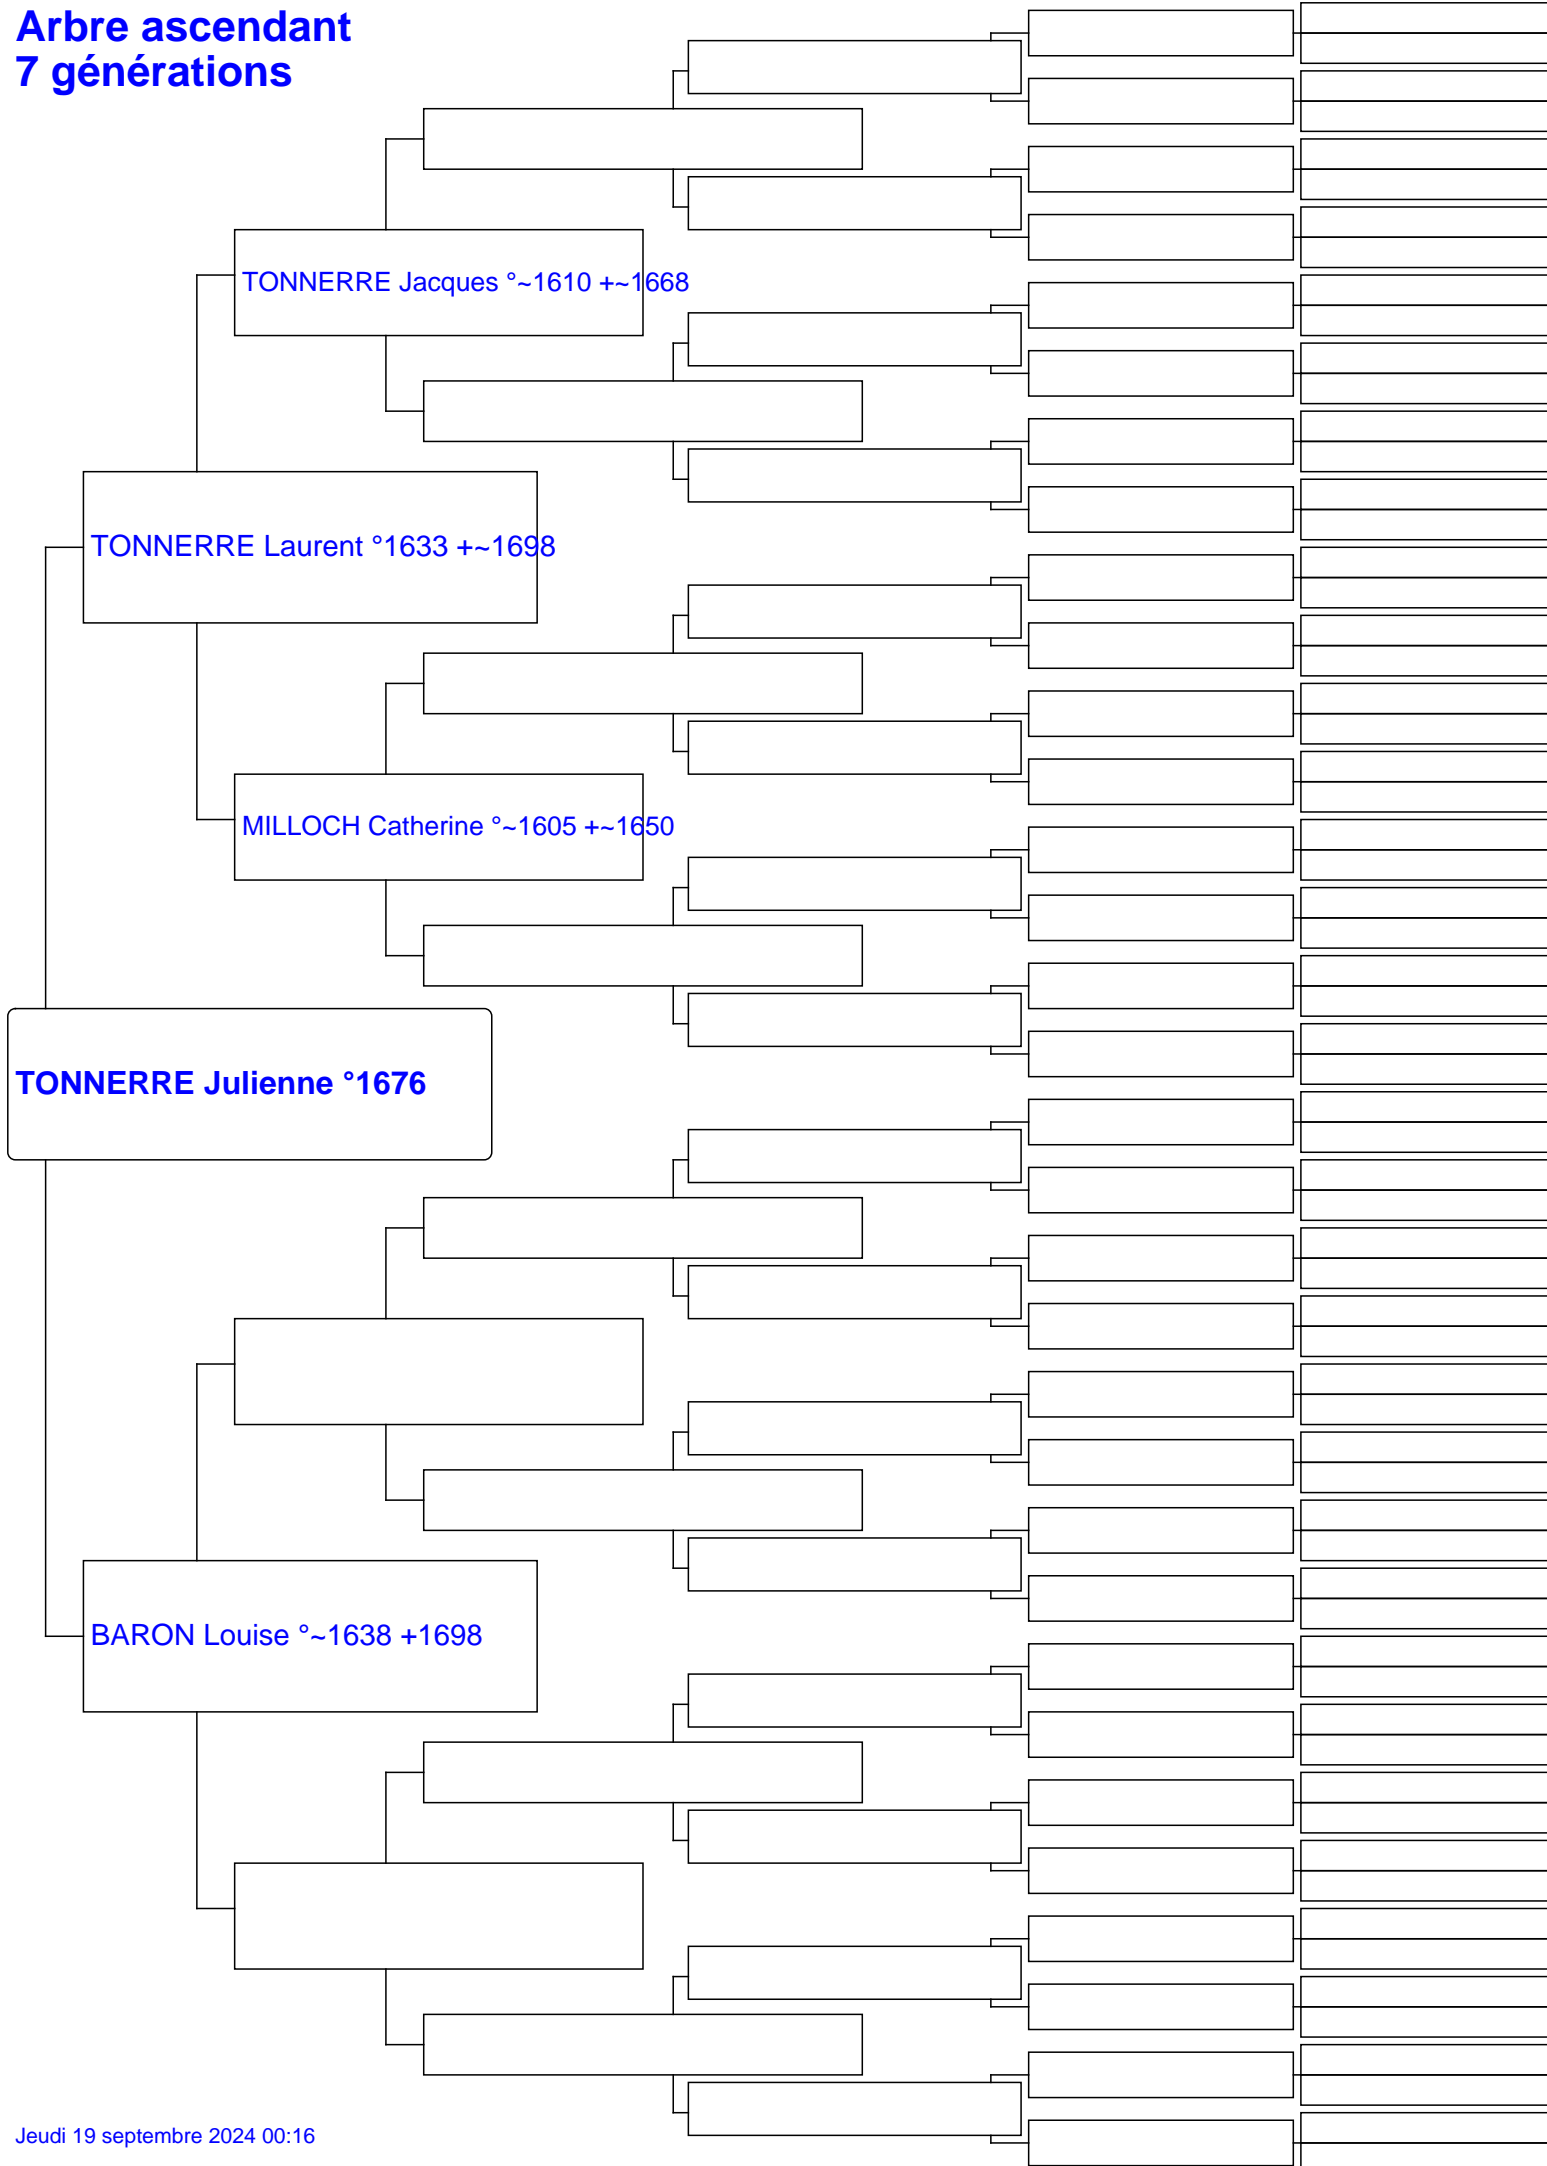 Arbre ascendant
7 générations
TONNERRE Jacques °~1610 +~1668
TONNERRE Laurent °1633 +~1698
MILLOCH Catherine °~1605 +~1650
TONNERRE Julienne °1676
BARON Louise °~1638 +1698
Jeudi 19 septembre 2024 00:16